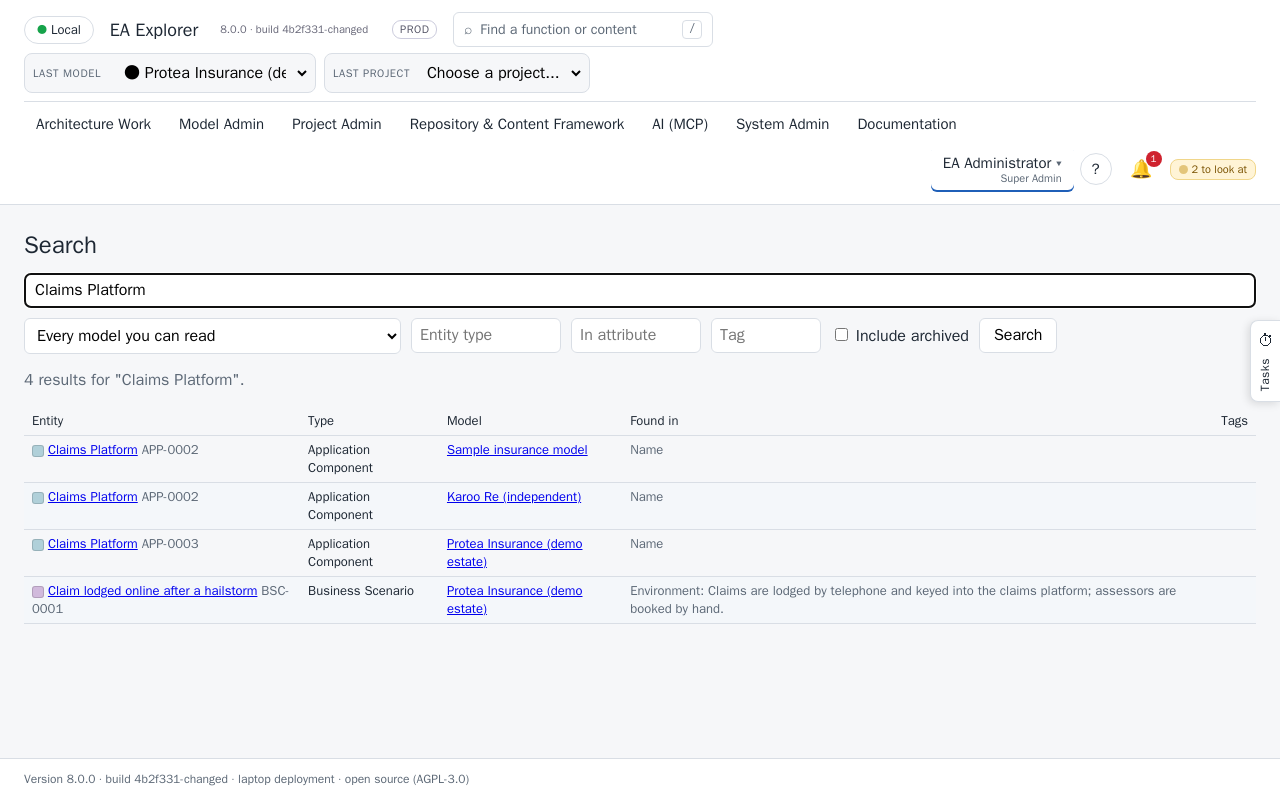 Local EA Explorer 8.0.0 · build 4b2f331-changed PROD Find a function or content /
LAST MODEL Protea Insurance (de LAST PROJECT Choose a project...
Architecture Work Model Admin Project Admin Repository & Content Framework AI (MCP) System Admin Documentation
EA Administrator ▾ ? 1 2 to look at
Super Admin
Search
Claims Platform
Every model you can read Entity type In attribute Tag Include archived Search
Tasks
4 results for "Claims Platform".
Entity Type Model Found in Tags
Claims Platform APP-0002 Application Component Sample insurance model Name
Claims Platform APP-0002 Application Component Karoo Re (independent) Name
Claims Platform APP-0003 Application Component Protea Insurance (demo estate) Name
Claim lodged online after a hailstorm BSC-0001 Business Scenario Protea Insurance (demo estate) Environment: Claims are lodged by telephone and keyed into the claims platform; assessors are booked by hand.
Version 8.0.0 · build 4b2f331-changed · laptop deployment · open source (AGPL-3.0)